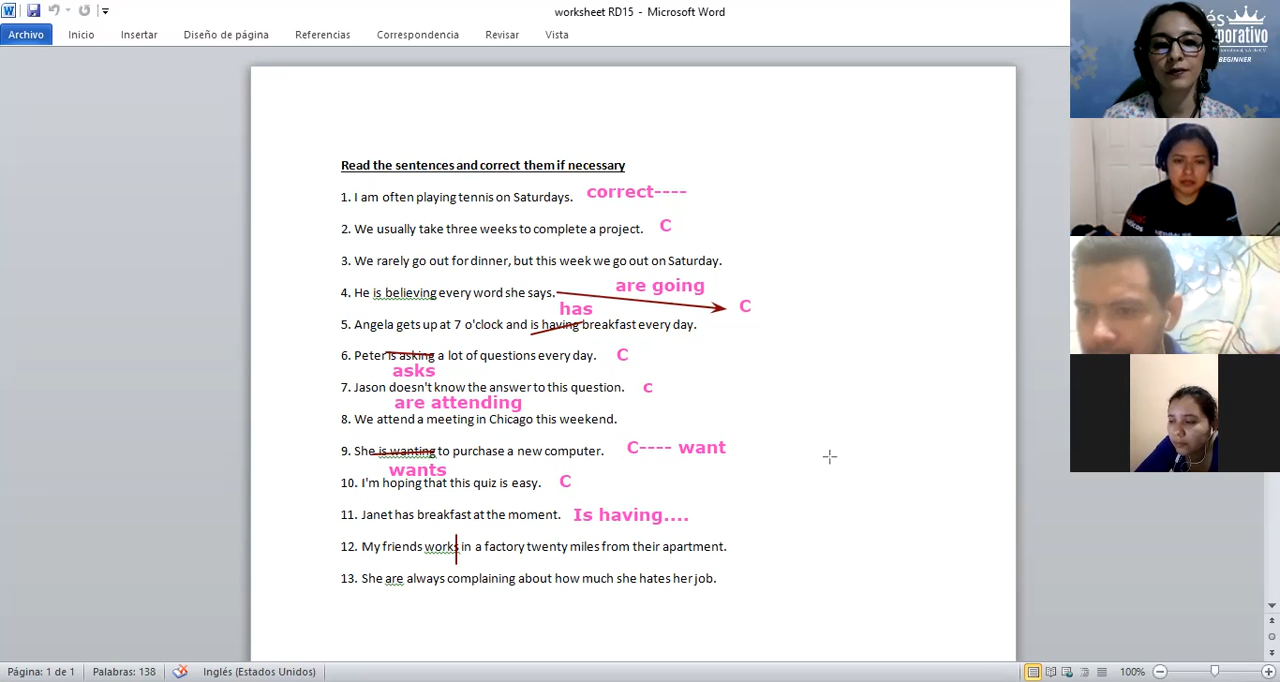 worksheet RD15 - Microsoft Word
Archivo Inicio Insertar Diseño de página Referencias Correspondencia Revisar Vista
BEGINNER
Read the sentences and correct them if necessary
1. I am often playing tennis on Saturdays. correct----
2. We usually take three weeks to complete a project. C
3. We rarely go out for dinner, but this week we go out on Saturday.
are going
4. He is believing every word she says. C
has
5. Angela gets up at 7 o'clock and is having breakfast every day.
6. Peter is asking a lot of questions every day. C
asks
7. Jason doesn't know the answer to this question. C
are attending
8. We attend a meeting in Chicago this weekend.
9. She is wanting to purchase a new computer. C---- want
wants
10. I'm hoping that this quiz is easy. C
11. Janet has breakfast at the moment. Is having....
12. My friends works in a factory twenty miles from their apartment.
13. She are always complaining about how much she hates her job.
Página: 1 de 1 Palabras: 138 Inglés (Estados Unidos) 100%